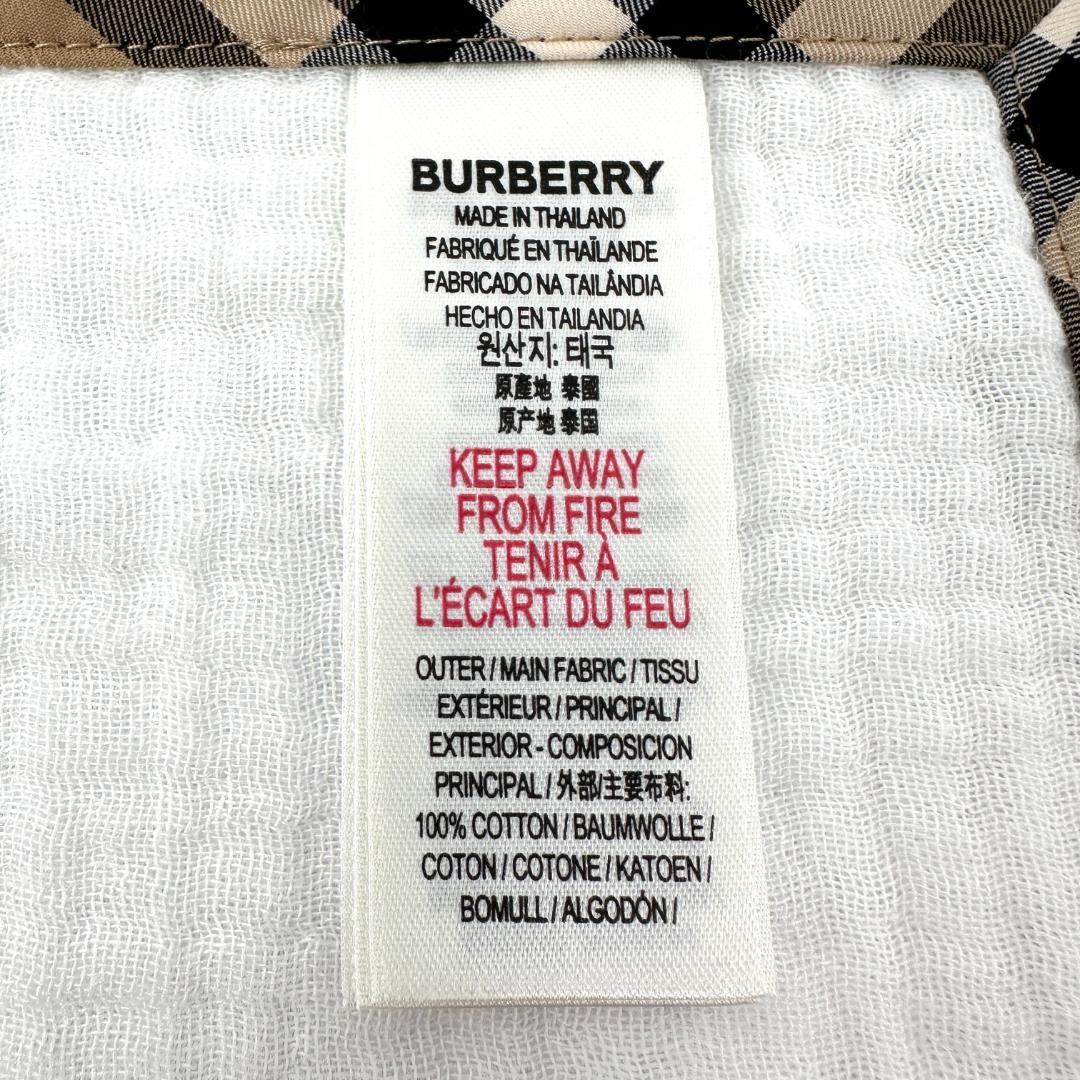 BURBERRY
MADE IN THAILAND
FABRIQUÉ EN THAÏLANDE
FABRICADO NA TAILÂNDIA
HECHO EN TAILANDIA
원산지: 태국
原產地 泰國
原产地 泰国
KEEP AWAY
FROM FIRE
TENIR À
L'ÉCART DU FEU
OUTER / MAIN FABRIC / TISSU
EXTÉRIEUR / PRINCIPAL /
EXTERIOR - COMPOSICION
PRINCIPAL / 外部/主要布料:
100% COTTON / BAUMWOLLE /
COTON / COTONE / KATOEN /
BOMULL / ALGODÓN /